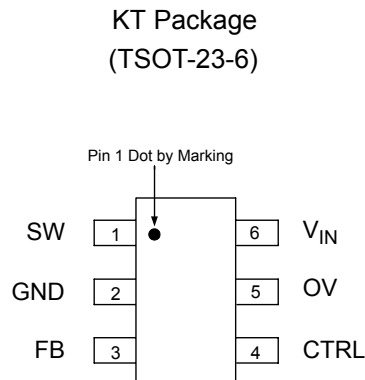 KT Package
(TSOT-23-6)
Pin 1 Dot by Marking
SW 1 6 VIN
GND 2 5 OV
FB 3 4 CTRL